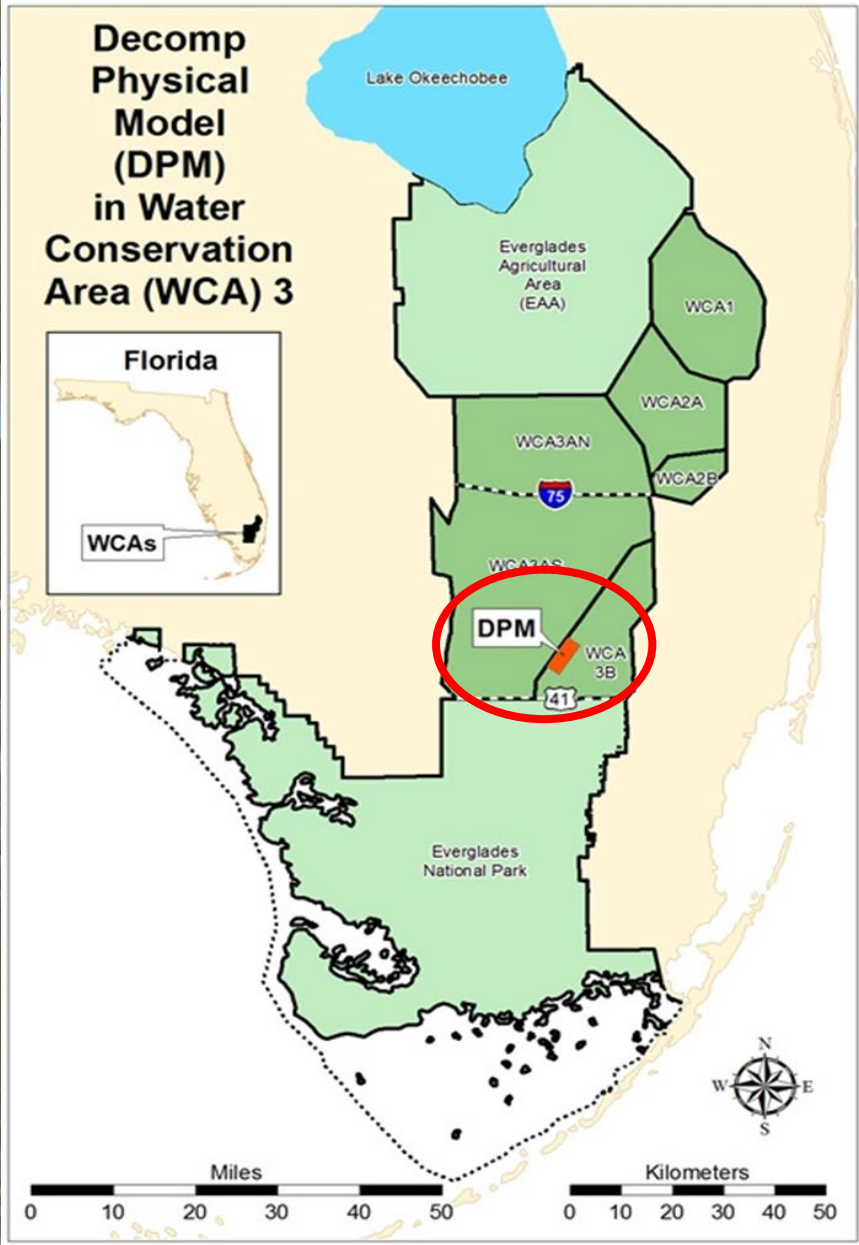 Decomp
Physical
Model
(DPM)
in Water
Conservation
Area (WCA) 3
Lake Okeechobee
Everglades
Agricultural
Area
(EAA)
WCA1
Florida
WCAs
WCA2A
WCA3AN
WCA2B
75
WCA3AS
DPM
WCA
3B
41
Everglades
National Park
N
W
E
S
Miles
0 10 20 30 40 50
Kilometers
0 10 20 30 40 50